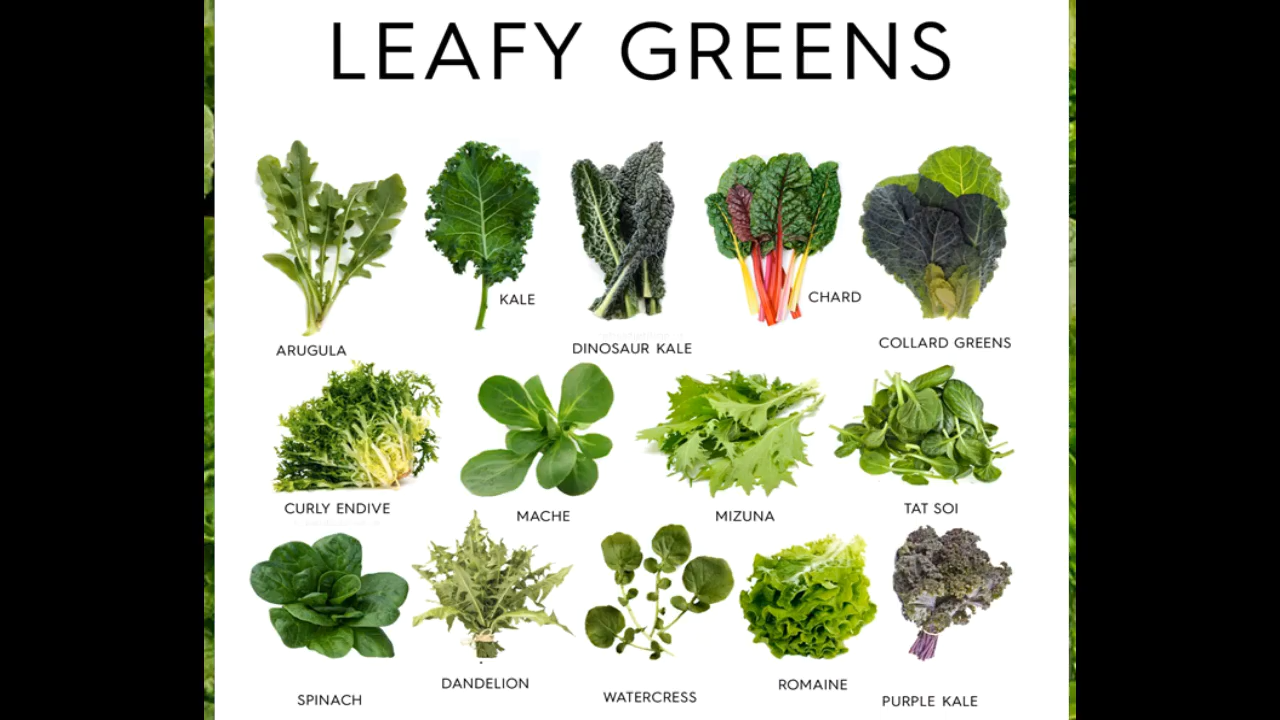 LEAFY GREENS
ARUGULA
KALE
DINOSAUR KALE
CHARD
COLLARD GREENS
CURLY ENDIVE
MACHE
MIZUNA
TAT SOI
SPINACH
DANDELION
WATERCRESS
ROMAINE
PURPLE KALE